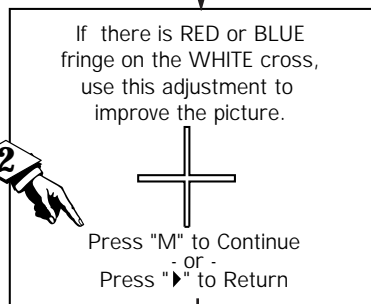 If there is RED or BLUE
fringe on the WHITE cross,
use this adjustment to
improve the picture.
2
Press "M" to Continue
- or -
Press "▶" to Return